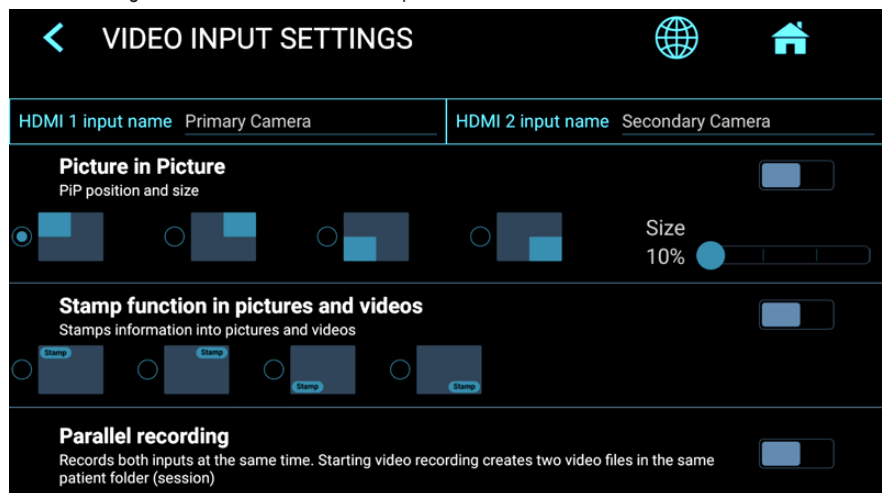 VIDEO INPUT SETTINGS
HDMI 1 input name Primary Camera
HDMI 2 input name Secondary Camera
Picture in Picture
PiP position and size
Size
10%
Stamp function in pictures and videos
Stamps information into pictures and videos
Stamp
Stamp
Stamp
Stamp
Parallel recording
Records both inputs at the same time. Starting video recording creates two video files in the same
patient folder (session)